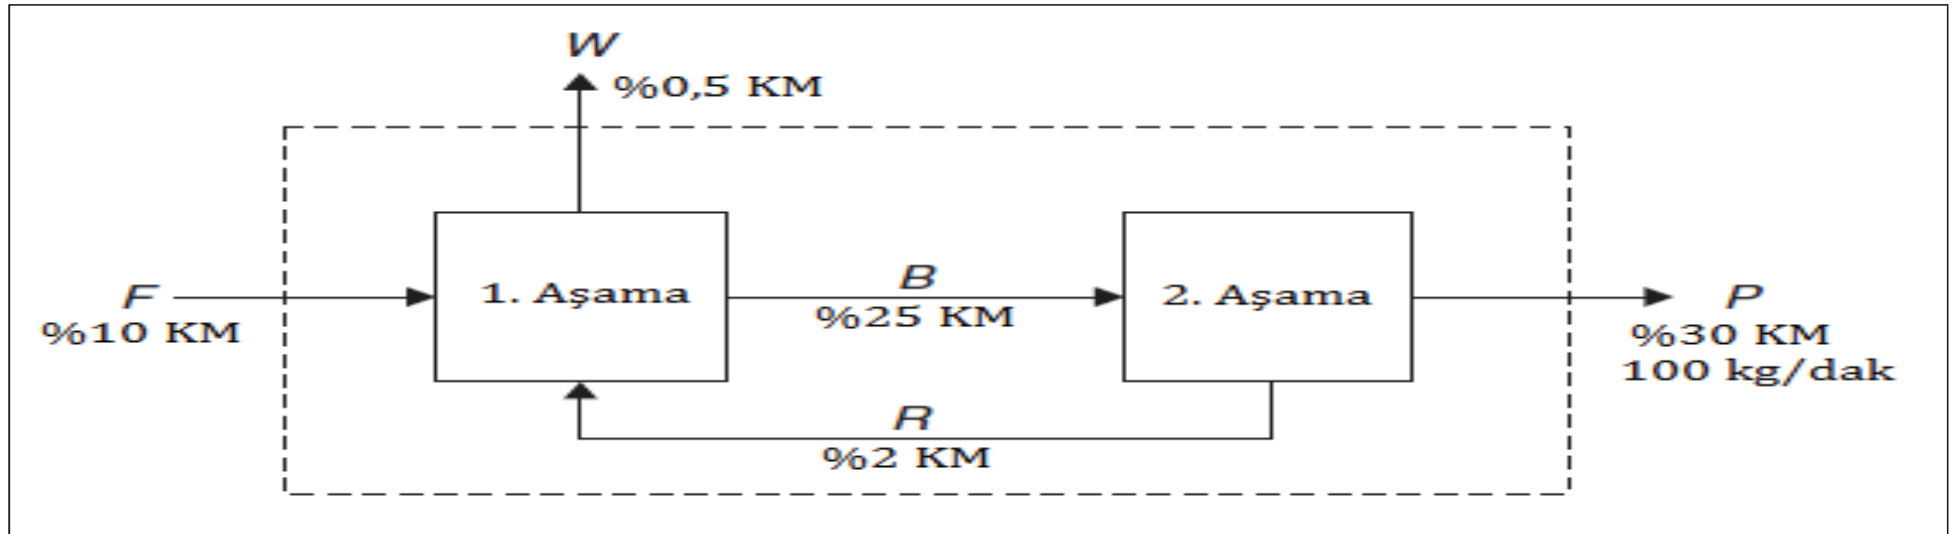 W
%0,5 KM
F
%10 KM
1. Aşama
B
%25 KM
2. Aşama
P
%30 KM
100 kg/dak
R
%2 KM